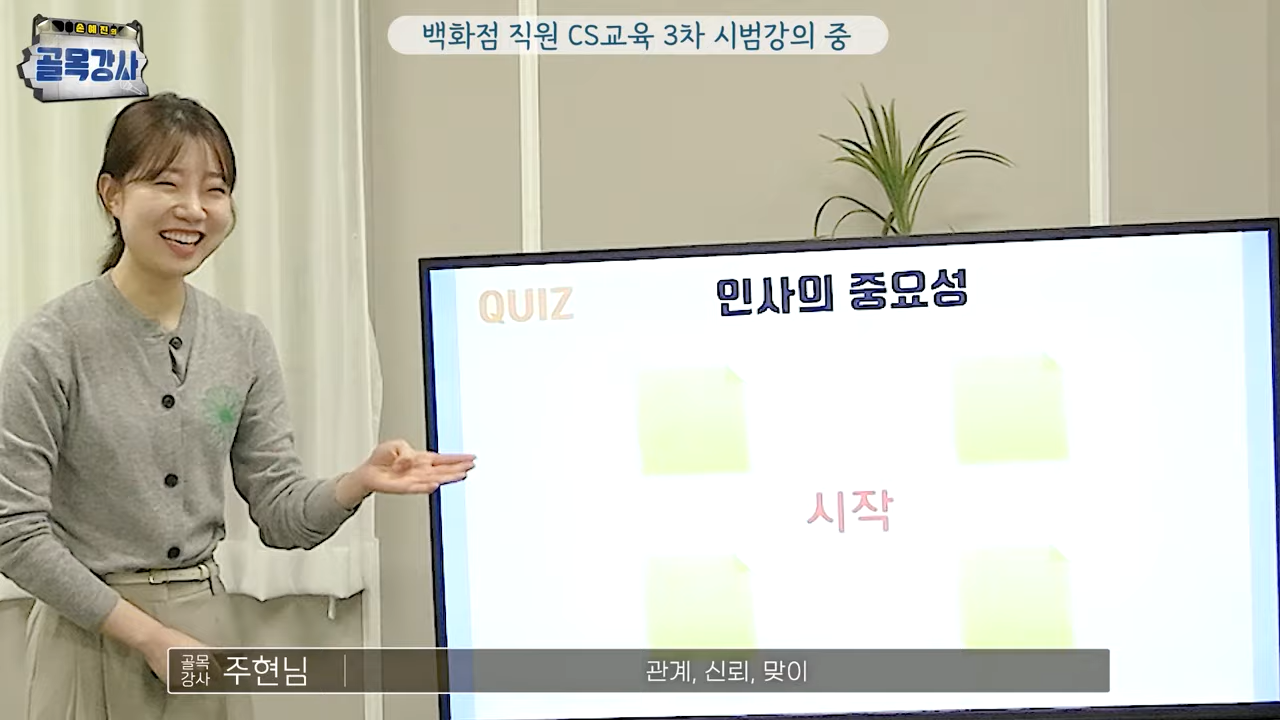 손예진의
골목강사
백화점 직원 CS교육 3차 시범강의 중
QUIZ
인사의 중요성
시작
골목
강사
주현님
관계, 신뢰, 맞이